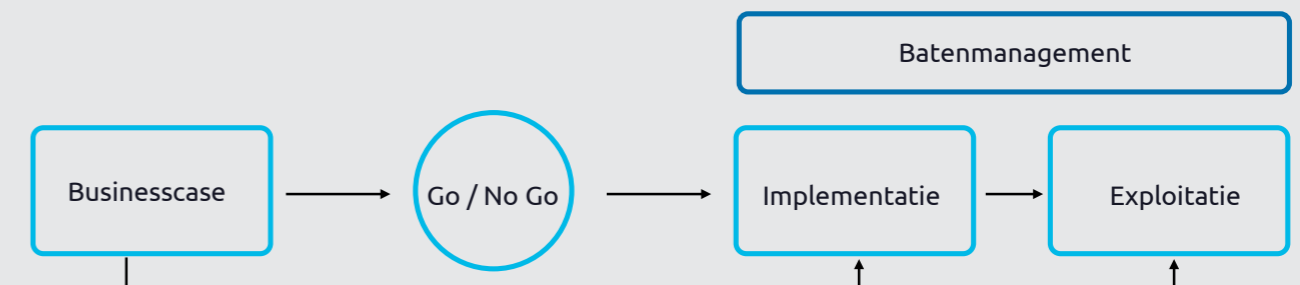 Batenmanagement
Businesscase
Go / No Go
Implementatie
Exploitatie